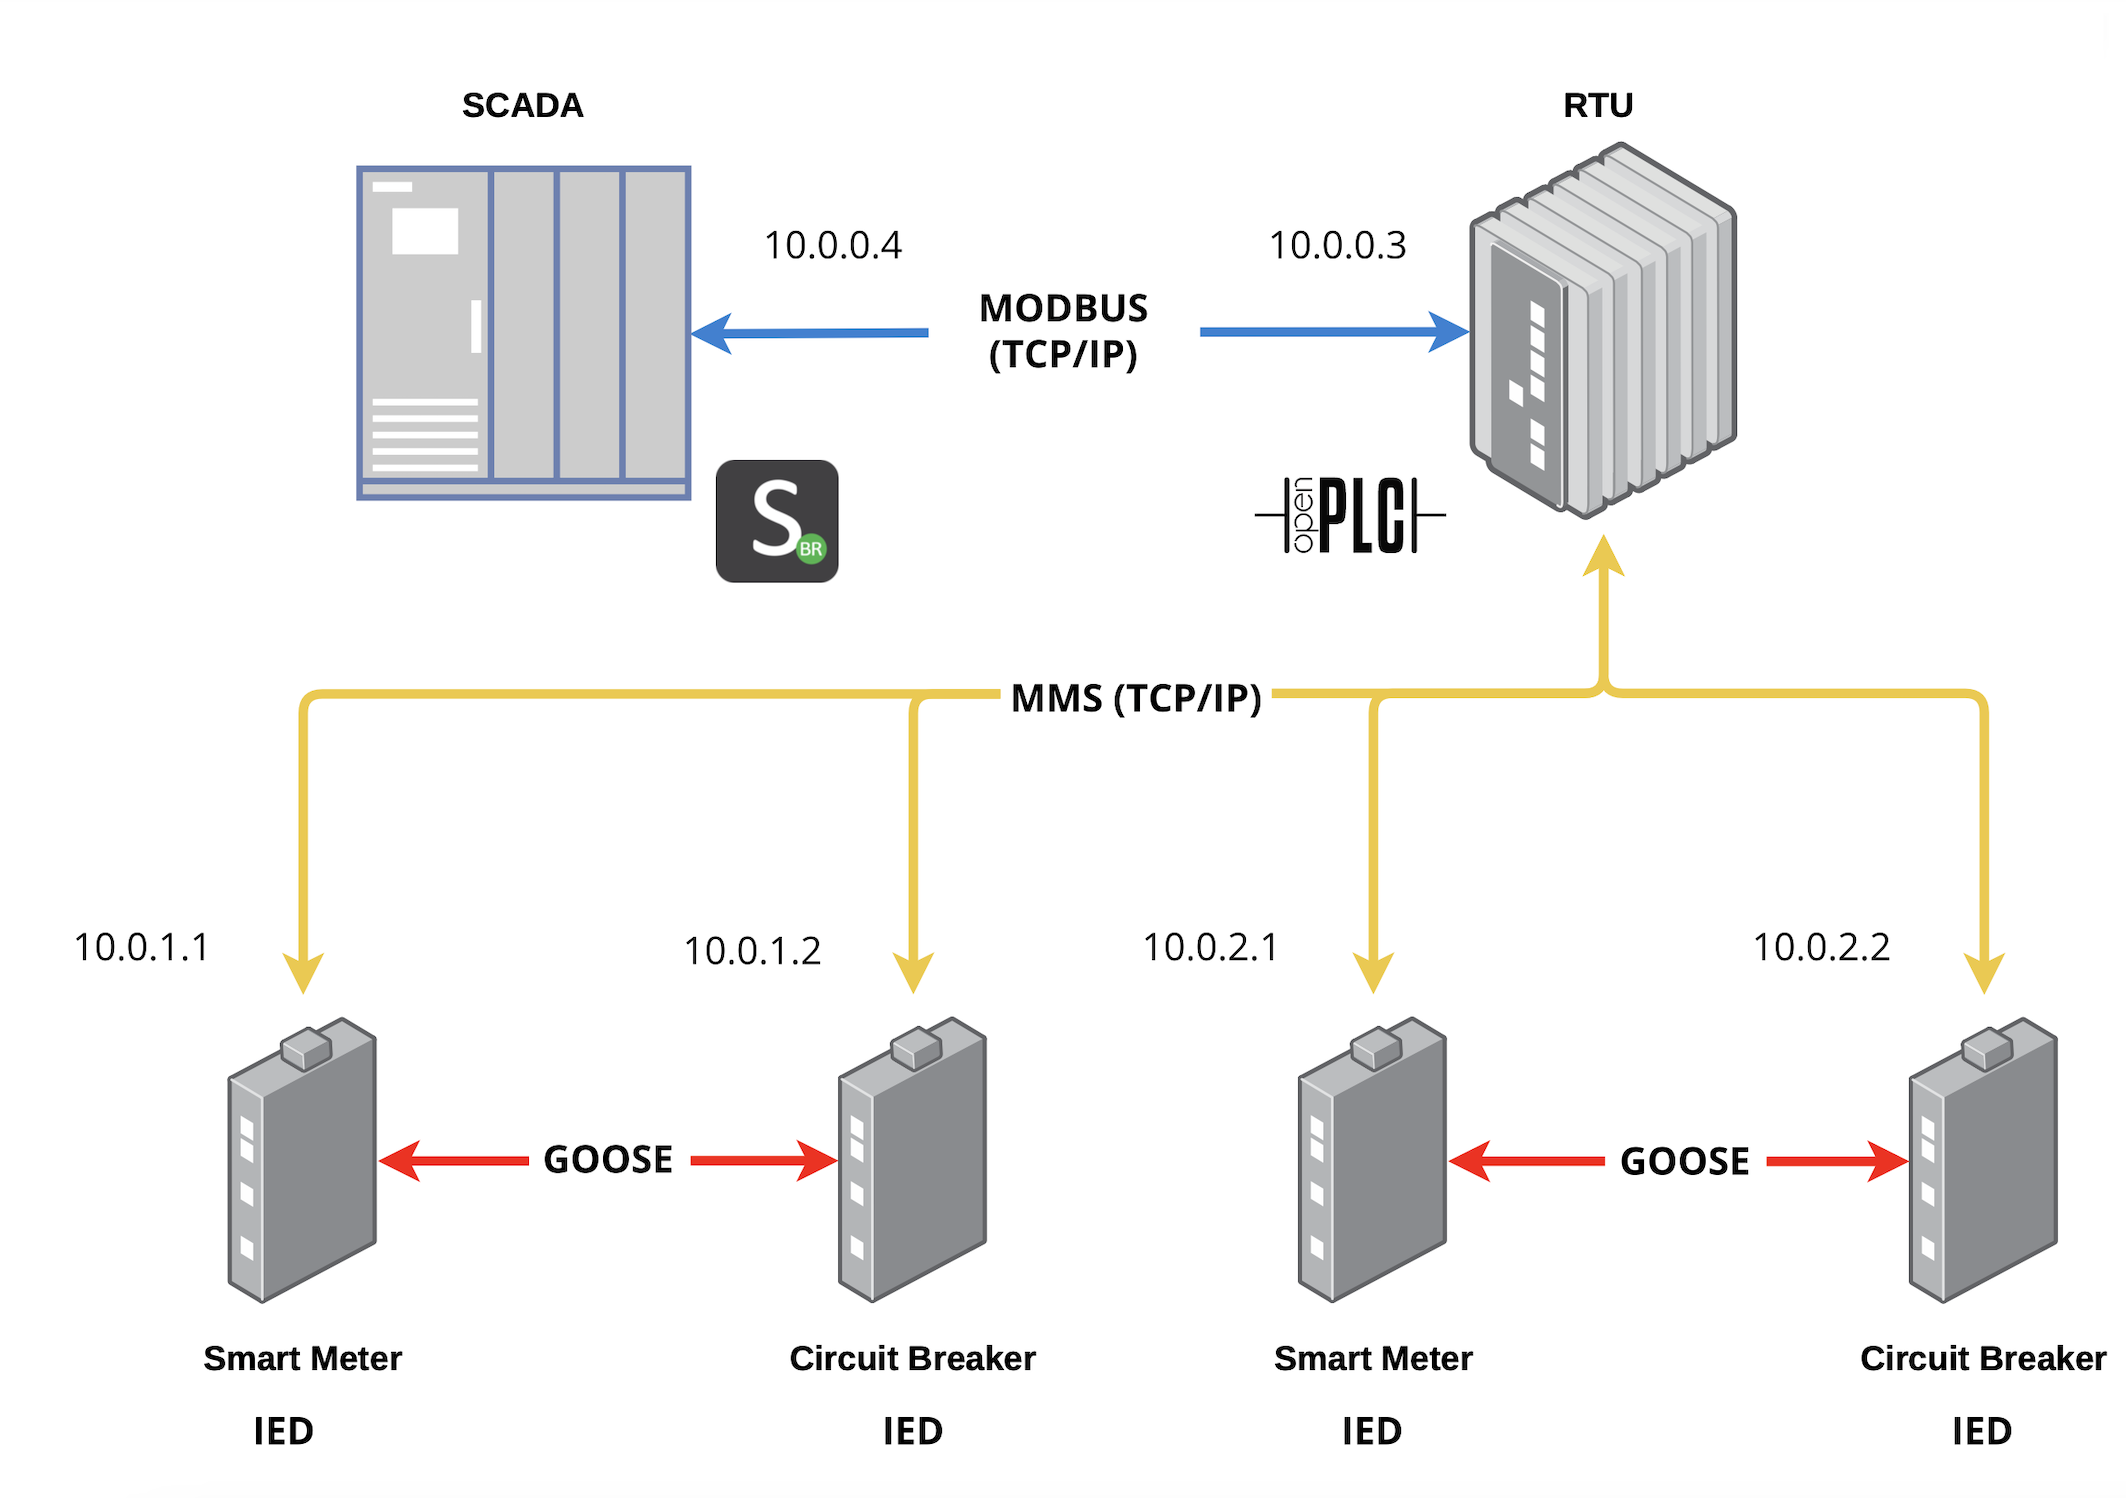 SCADA
RTU
10.0.0.4
10.0.0.3
MODBUS
(TCP/IP)
S
BR
open
PLC
MMS (TCP/IP)
10.0.1.1
10.0.1.2
10.0.2.1
10.0.2.2
GOOSE
GOOSE
Smart Meter
Circuit Breaker
Smart Meter
Circuit Breaker
IED
IED
IED
IED